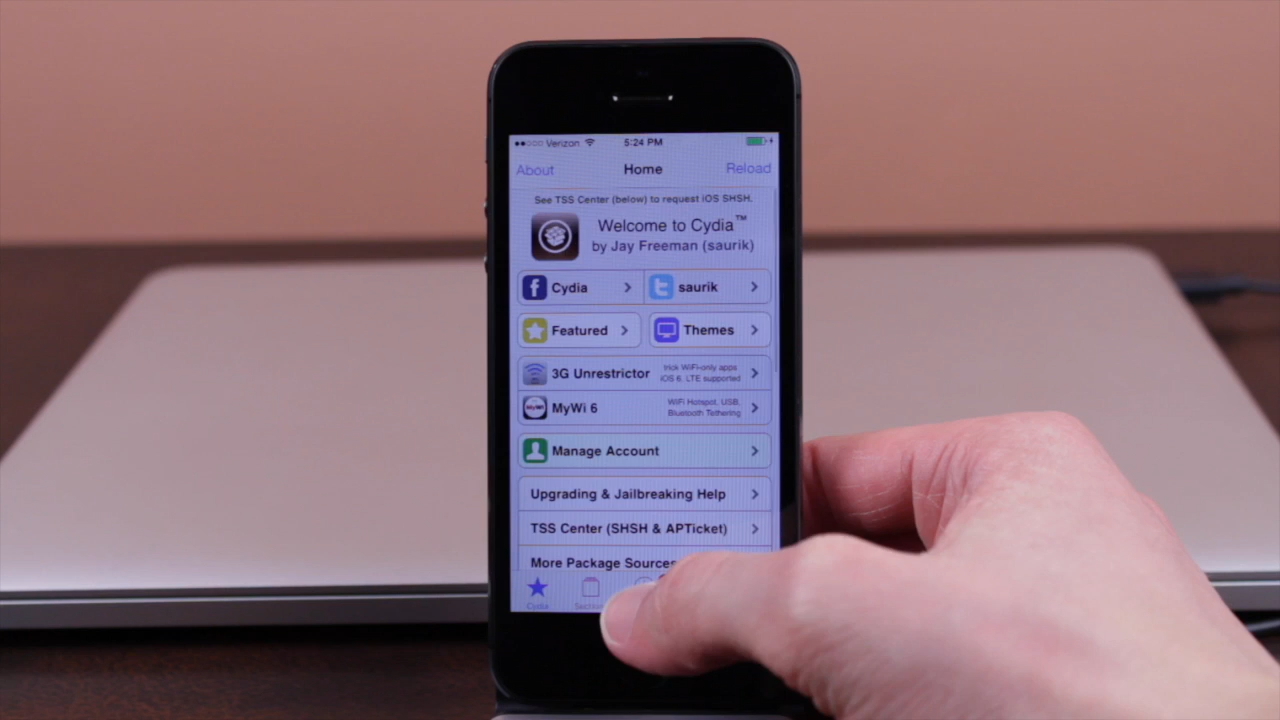 Verizon 5:24 PM
About Home Reload
See TSS Center (below) to request iOS SHSH.
Welcome to Cydia™
by Jay Freeman (saurik)
Cydia
saurik
Featured
Themes
3G Unrestrictor
trick WiFi-only apps
iOS 6, LTE supported
MyWi 6
WiFi Hotspot, USB,
Bluetooth Tethering
Manage Account
Upgrading & Jailbreaking Help
TSS Center (SHSH & APTicket)
More Package Sources
Cydia